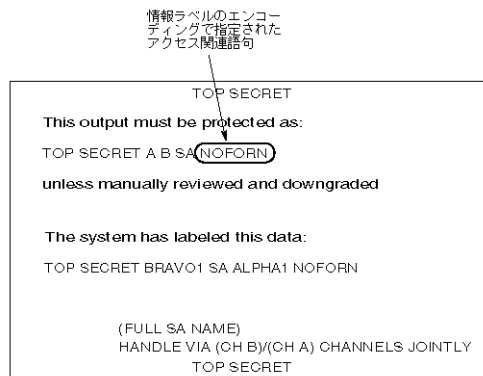 情報ラベルのエンコー
ディングで指定された
アクセス関連語句
TOP SECRET
This output must be protected as:
TOP SECRET A B SA NOFORN
unless manually reviewed and downgraded
The system has labeled this data:
TOP SECRET BRAVO1 SA ALPHA1 NOFORN
(FULL SA NAME)
HANDLE VIA (CH B)/(CH A) CHANNELS JOINTLY
TOP SECRET